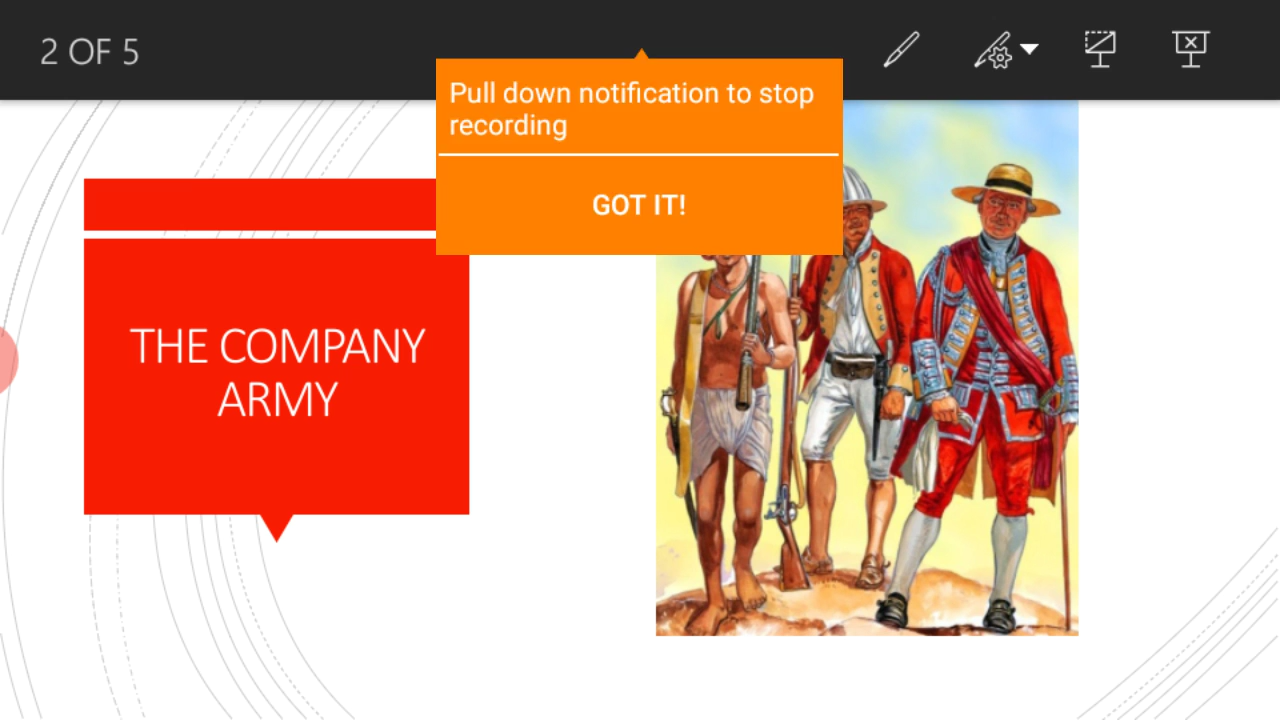 2 OF 5
Pull down notification to stop
recording
GOT IT!
THE COMPANY
ARMY